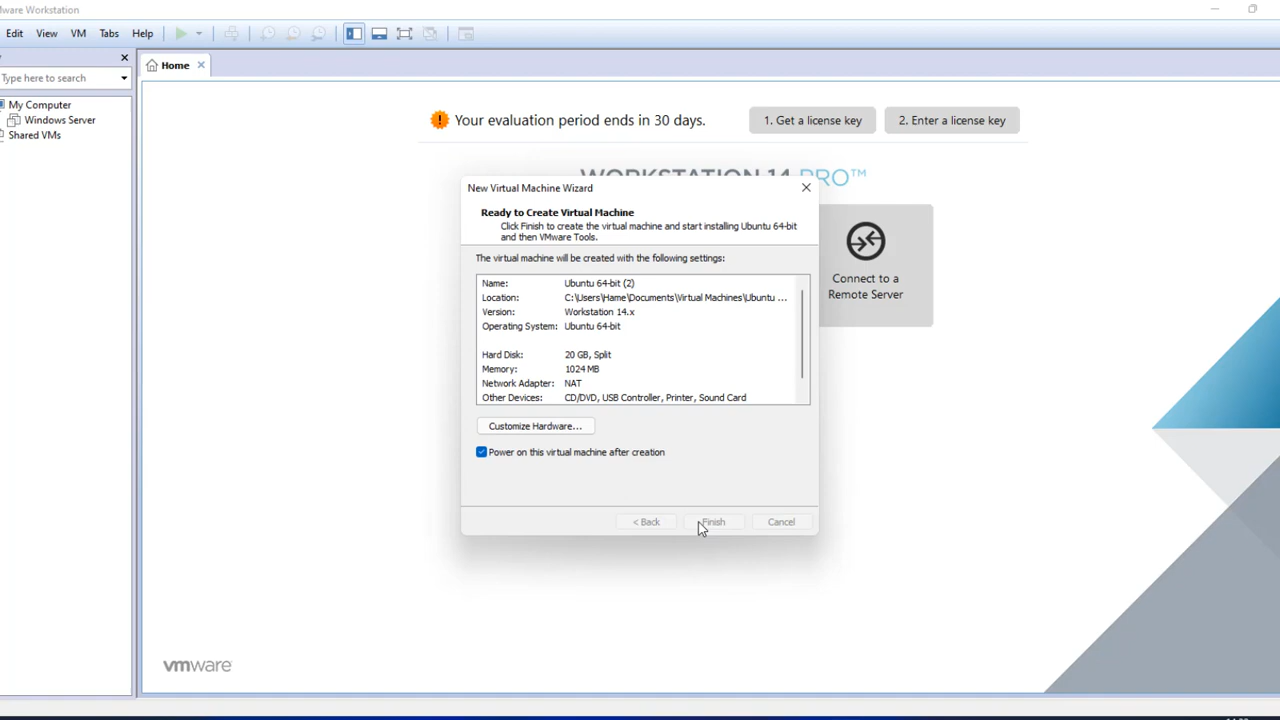 ware Workstation
Edit View VM Tabs Help
Type here to search
Home
My Computer
Windows Server
Shared VMs
Your evaluation period ends in 30 days.
1. Get a license key
2. Enter a license key
WORKSTATION 14 PRO™
New Virtual Machine Wizard
Ready to Create Virtual Machine
Click Finish to create the virtual machine and start installing Ubuntu 64-bit
and then VMware Tools.
The virtual machine will be created with the following settings:
Name: Ubuntu 64-bit (2)
Location: C:\Users\Hame\Documents\Virtual Machines\Ubuntu ...
Version: Workstation 14.x
Operating System: Ubuntu 64-bit
Hard Disk: 20 GB, Split
Memory: 1024 MB
Network Adapter: NAT
Other Devices: CD/DVD, USB Controller, Printer, Sound Card
Customize Hardware...
Power on this virtual machine after creation
< Back
Finish
Cancel
Connect to a
Remote Server
vmware